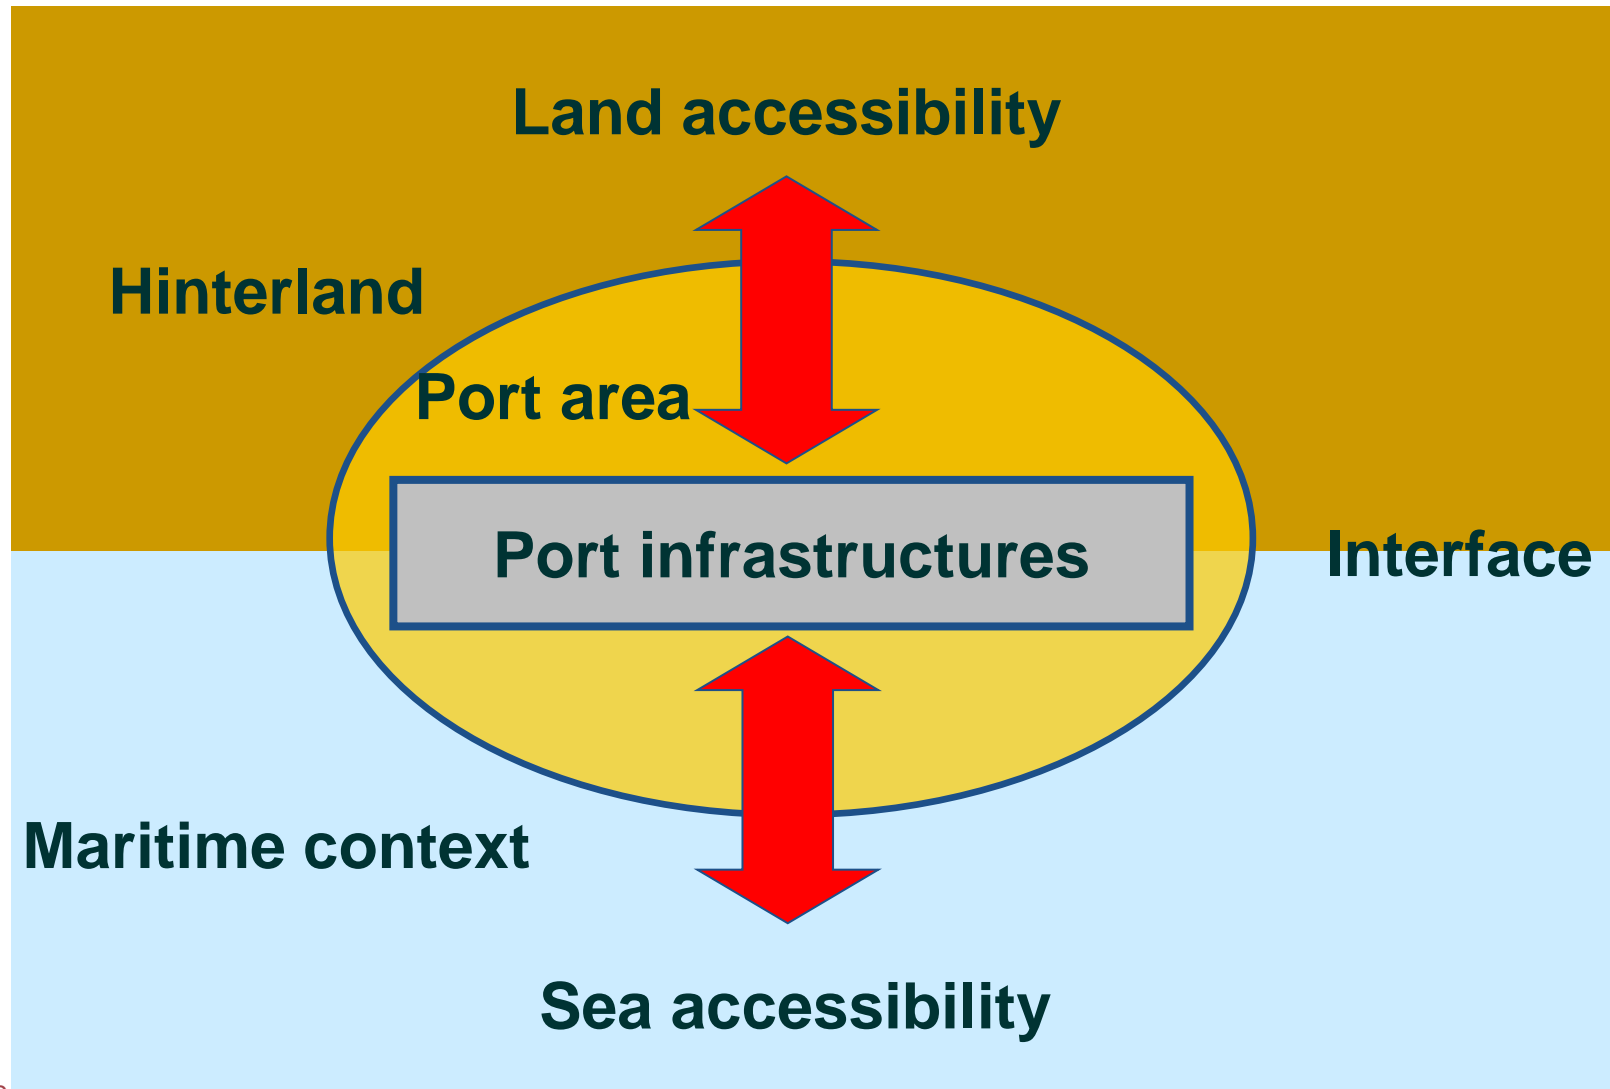 Land accessibility
Hinterland
Port area
Port infrastructures
Interface
Maritime context
Sea accessibility